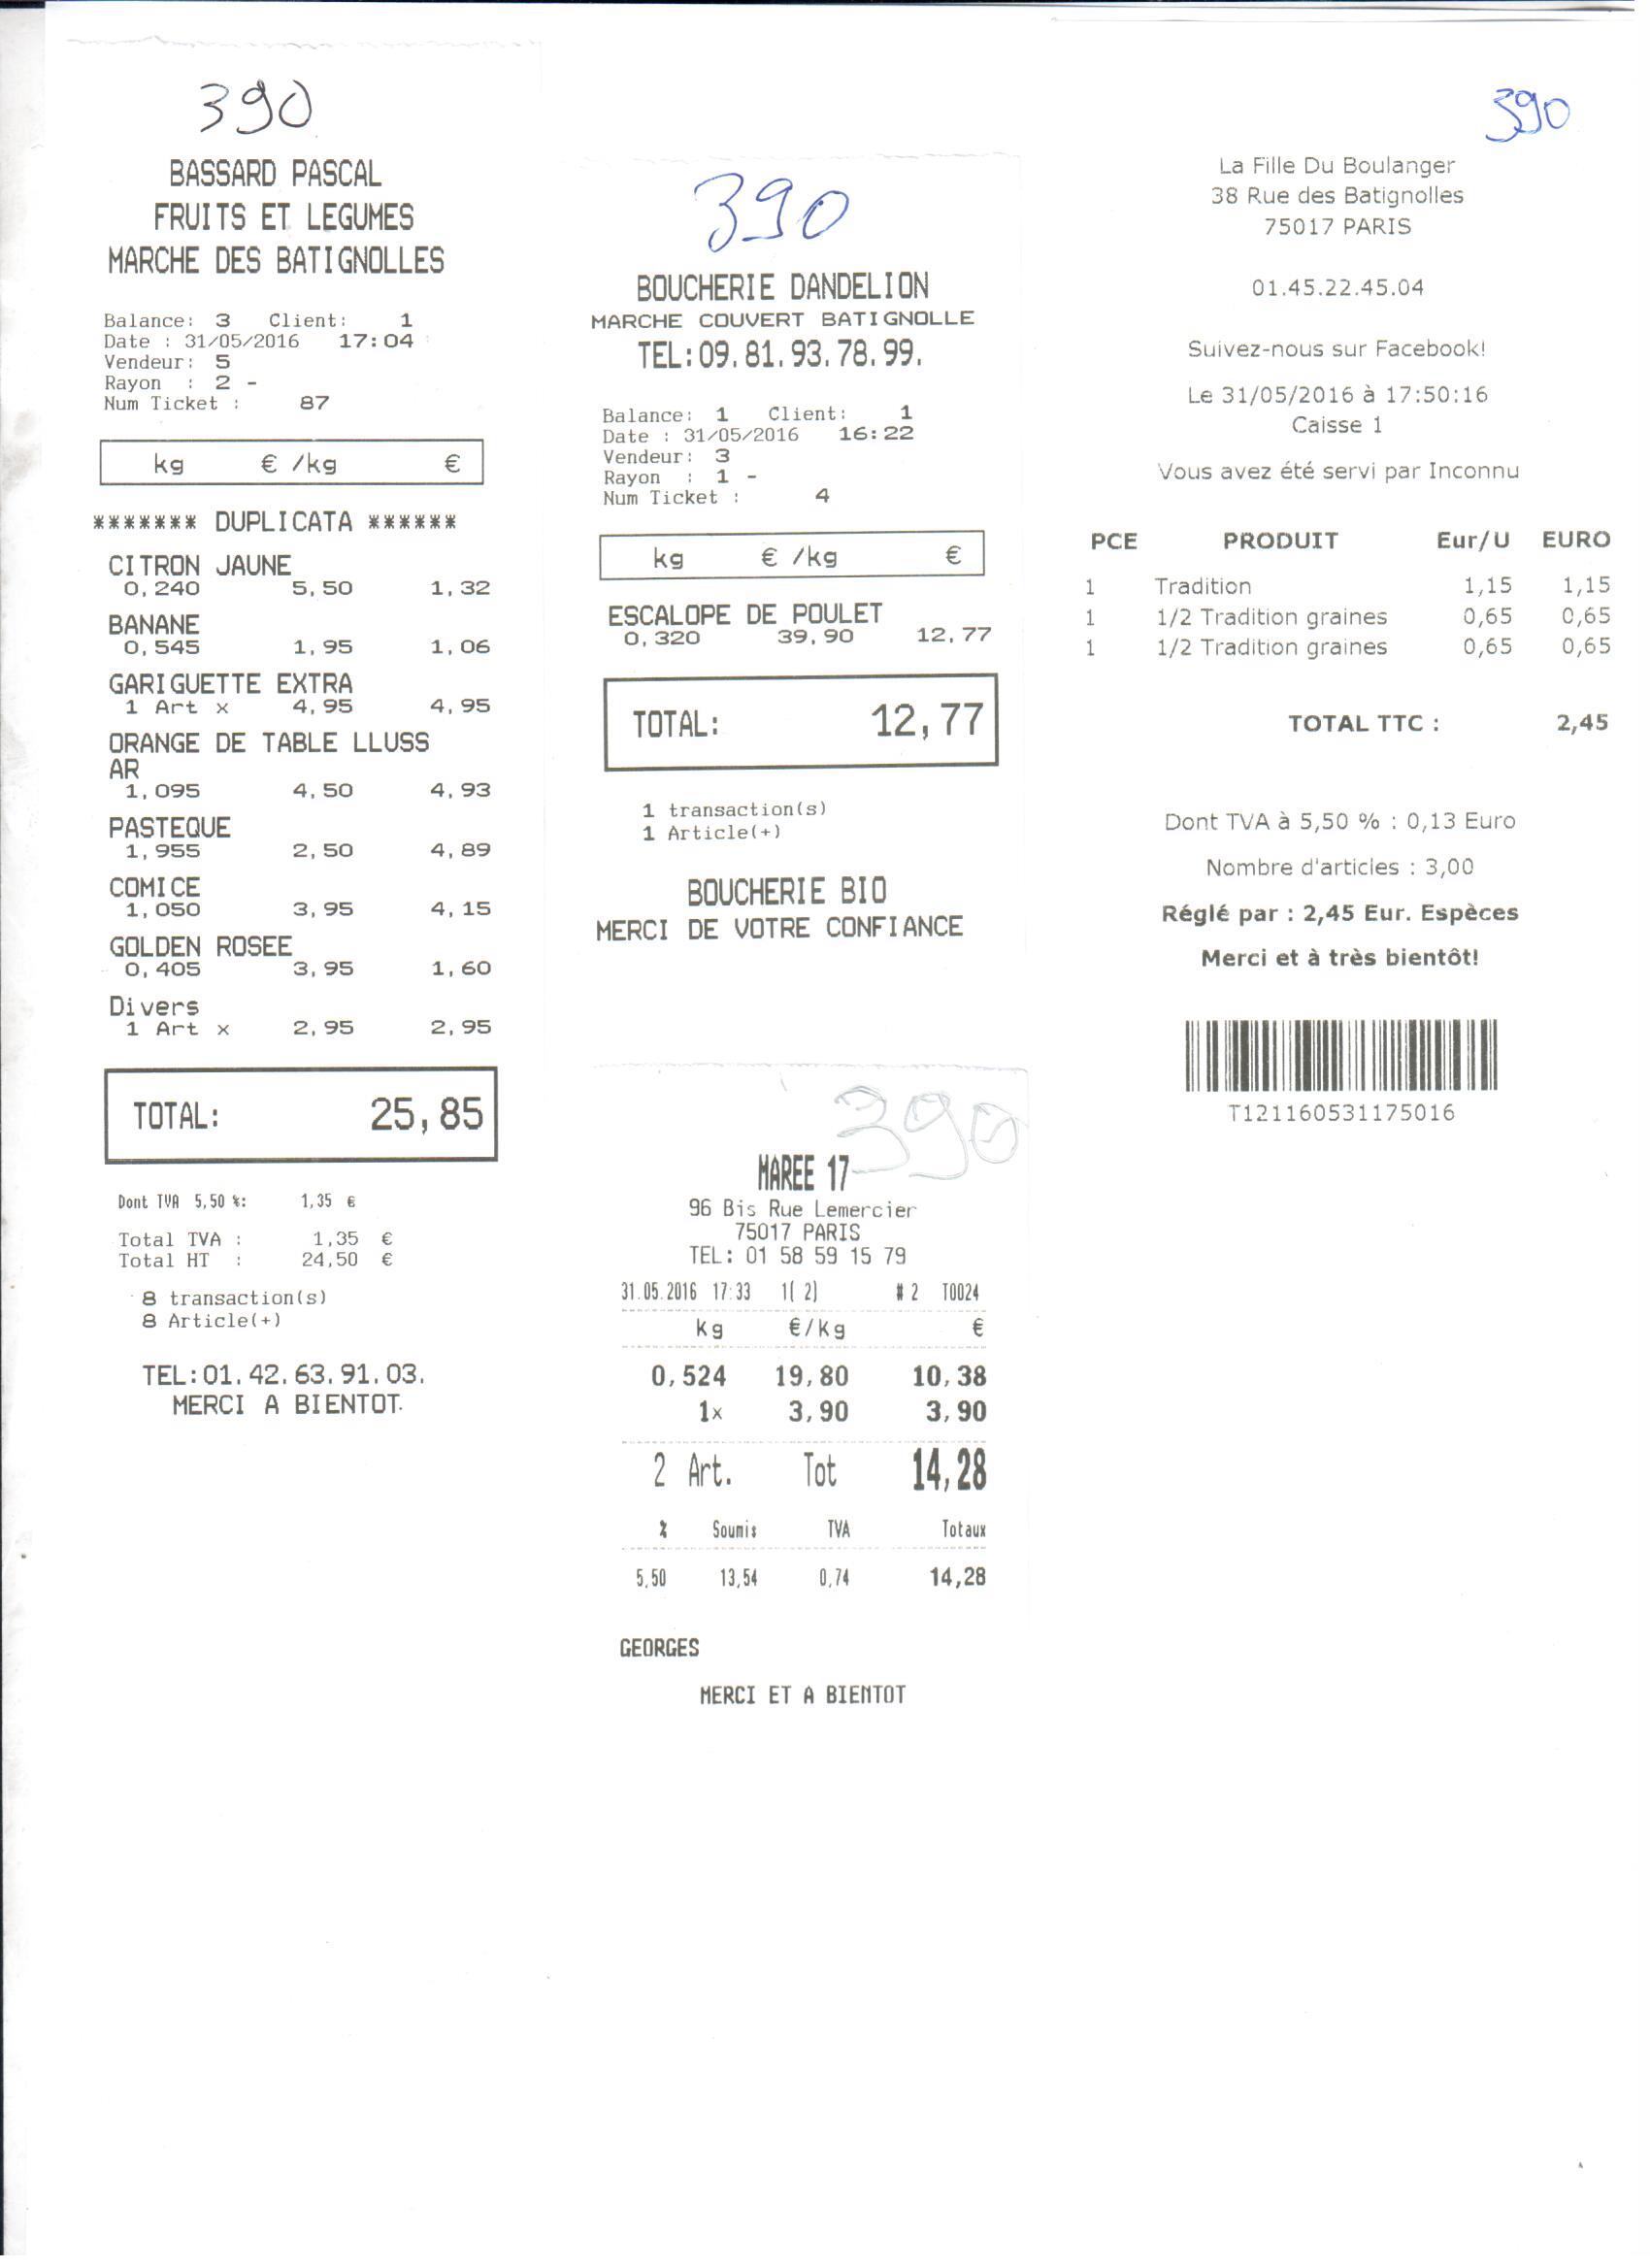 390
BASSARD PASCAL
FRUITS ET LEGUMES
MARCHE DES BATIGNOLLES
Balance: 3 Client: 1
Date : 31/05/2016 17:04
Vendeur: 5
Rayon : 2 -
Num Ticket : 87
kg € /kg €
******* DUPLICATA ******
CITRON JAUNE
0,240 5,50 1,32
BANANE
0,545 1,95 1,06
GARIGUETTE EXTRA
1 Art x 4,95 4,95
ORANGE DE TABLE LLUSS
AR
1,095 4,50 4,93
PASTEQUE
1,955 2,50 4,89
COMICE
1,050 3,95 4,15
GOLDEN ROSEE
0,405 3,95 1,60
Divers
1 Art x 2,95 2,95
TOTAL: 25,85
Dont TVA 5,50 %: 1,35 €
Total TVA : 1,35 €
Total HT : 24,50 €
8 transaction(s)
8 Article(+)
TEL:01.42.63.91.03.
MERCI A BIENTOT.
390
BOUCHERIE DANDELION
MARCHE COUVERT BATIGNOLLE
TEL:09.81.93.78.99.
Balance: 1 Client: 1
Date : 31/05/2016 16:22
Vendeur: 3
Rayon : 1 -
Num Ticket : 4
kg € /kg €
ESCALOPE DE POULET
0,320 39,90 12,77
TOTAL: 12,77
1 transaction(s)
1 Article(+)
BOUCHERIE BIO
MERCI DE VOTRE CONFIANCE
390
MAREE 17
96 Bis Rue Lemercier
75017 PARIS
TEL: 01 58 59 15 79
31.05.2016 17:33 1( 2) # 2 T0024
kg €/Kg €
0,524 19,80 10,38
1x 3,90 3,90
2 Art. Tot 14,28
% Soumis TVA Totaux
5,50 13,54 0,74 14,28
GEORGES
MERCI ET A BIENTOT
390
La Fille Du Boulanger
38 Rue des Batignolles
75017 PARIS
01.45.22.45.04
Suivez-nous sur Facebook!
Le 31/05/2016 à 17:50:16
Caisse 1
Vous avez été servi par Inconnu
PCE PRODUIT Eur/U EURO
1 Tradition 1,15 1,15
1 1/2 Tradition graines 0,65 0,65
1 1/2 Tradition graines 0,65 0,65
TOTAL TTC : 2,45
Dont TVA à 5,50 % : 0,13 Euro
Nombre d'articles : 3,00
Réglé par : 2,45 Eur. Espèces
Merci et à très bientôt!
T121160531175016